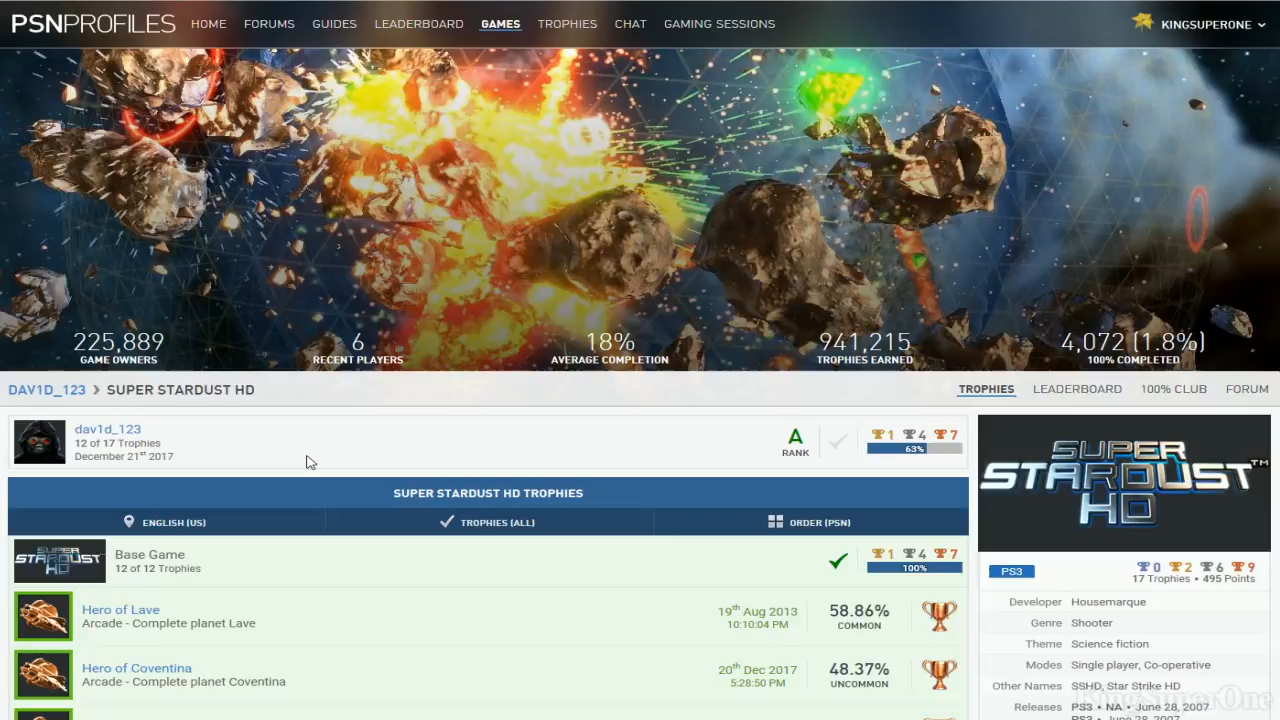 PSNPROFILES HOME FORUMS GUIDES LEADERBOARD GAMES TROPHIES CHAT GAMING SESSIONS KINGSUPERONE
225,889 6 18% 941,215 4,072 (1.8%)
GAME OWNERS RECENT PLAYERS AVERAGE COMPLETION TROPHIES EARNED 100% COMPLETED
DAV1D_123 > SUPER STARDUST HD TROPHIES LEADERBOARD 100% CLUB FORUM
dav1d_123
12 of 17 Trophies
December 21st 2017
A
RANK
1 4 7
63%
SUPER STARDUST HD TROPHIES
ENGLISH (US) TROPHIES (ALL) ORDER (PSN)
SUPER STARDUST HD
Base Game
12 of 12 Trophies
1 4 7
100%
Hero of Lave
Arcade - Complete planet Lave
19th Aug 2013
10:10:04 PM
58.86%
COMMON
Hero of Coventina
Arcade - Complete planet Coventina
20th Dec 2017
5:28:50 PM
48.37%
UNCOMMON
SUPER
STARDUST™
HD
PS3
0 2 6 9
17 Trophies • 495 Points
Developer Housemarque
Genre Shooter
Theme Science fiction
Modes Single player, Co-operative
Other Names SSHD, Star Strike HD
Releases PS3 • NA • June 28, 2007
KingSuperOne